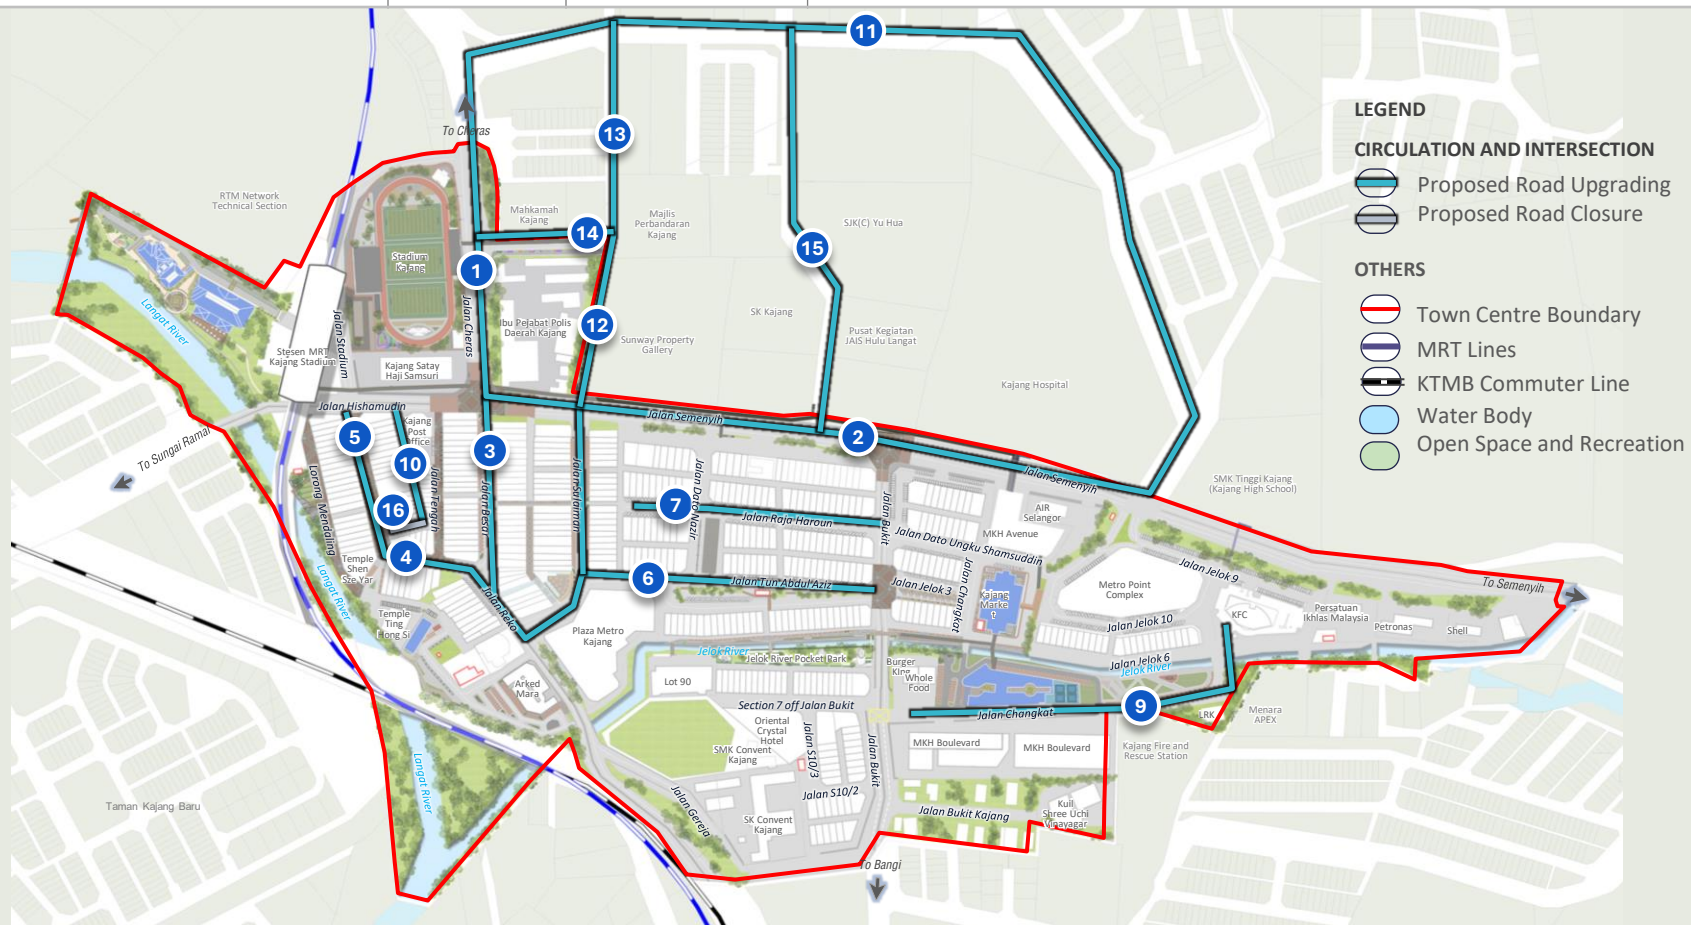 11
LEGEND
CIRCULATION AND INTERSECTION
Proposed Road Upgrading
Proposed Road Closure
OTHERS
Town Centre Boundary
MRT Lines
KTMB Commuter Line
Water Body
Open Space and Recreation
To Cheras
13
RTM Network
Technical Section
Mahkamah
Kajang
Majlis
Perbandaran
Kajang
SJK(C) Yu Hua
14
15
Stadium
Kajang
1
Langat River
Jalan Stadium
Jalan Cheras
Ibu Pejabat Polis
Daerah Kajang
12
SK Kajang
Sunway Property
Gallery
Pusat Kegiatan
JAIS Hulu Langat
Stesen MRT
Kajang Stadium
Kajang Satay
Haji Samsuri
Kajang Hospital
Jalan Hishamudin
Jalan Semenyih
Kajang
Post
Office
5
3
2
To Sungai Ramal
10
Jalan Semenyih
SMK Tinggi Kajang
(Kajang High School)
Lorong Mendaling
Jalan Tengah
Jalan Besar
Jalan Sulaiman
Jalan Dato Nazir
Jalan Bukit
16
7
Jalan Raja Haroun
AIR
Selangor
MKH Avenue
Jalan Dato Ungku Shamsuddin
4
Temple
Shen
Sze Yar
Langat River
6
Jalan Tun Abdul Aziz
Jalan Jelok 3
Jalan Changkat
Kajang
Marke
t
Metro Point
Complex
Jalan Jelok 9
To Semenyih
Jalan Reko
Temple
Ting
Hong Si
Plaza Metro
Kajang
Jalan Jelok 10
KFC
Persatuan
Ikhlas Malaysia
Petronas
Shell
Jelok River
Jelok River Pocket Park
Burger
King
Whole
Food
Jalan Jelok 6
Jelok River
Arked
Mara
Lot 90
Section 7 off Jalan Bukit
Jalan Changkat
9
LRK
Menara
APEX
Oriental
Crystal
Hotel
SMK Convent
Kajang
Jalan S10/3
Jalan Bukit
MKH Boulevard
MKH Boulevard
Kajang Fire and
Rescue Station
Langat River
Taman Kajang Baru
Jalan Gereja
Jalan S10/2
SK Convent
Kajang
Jalan Bukit Kajang
Kuil
Shree Uchi
Vinayagar
To Bangi